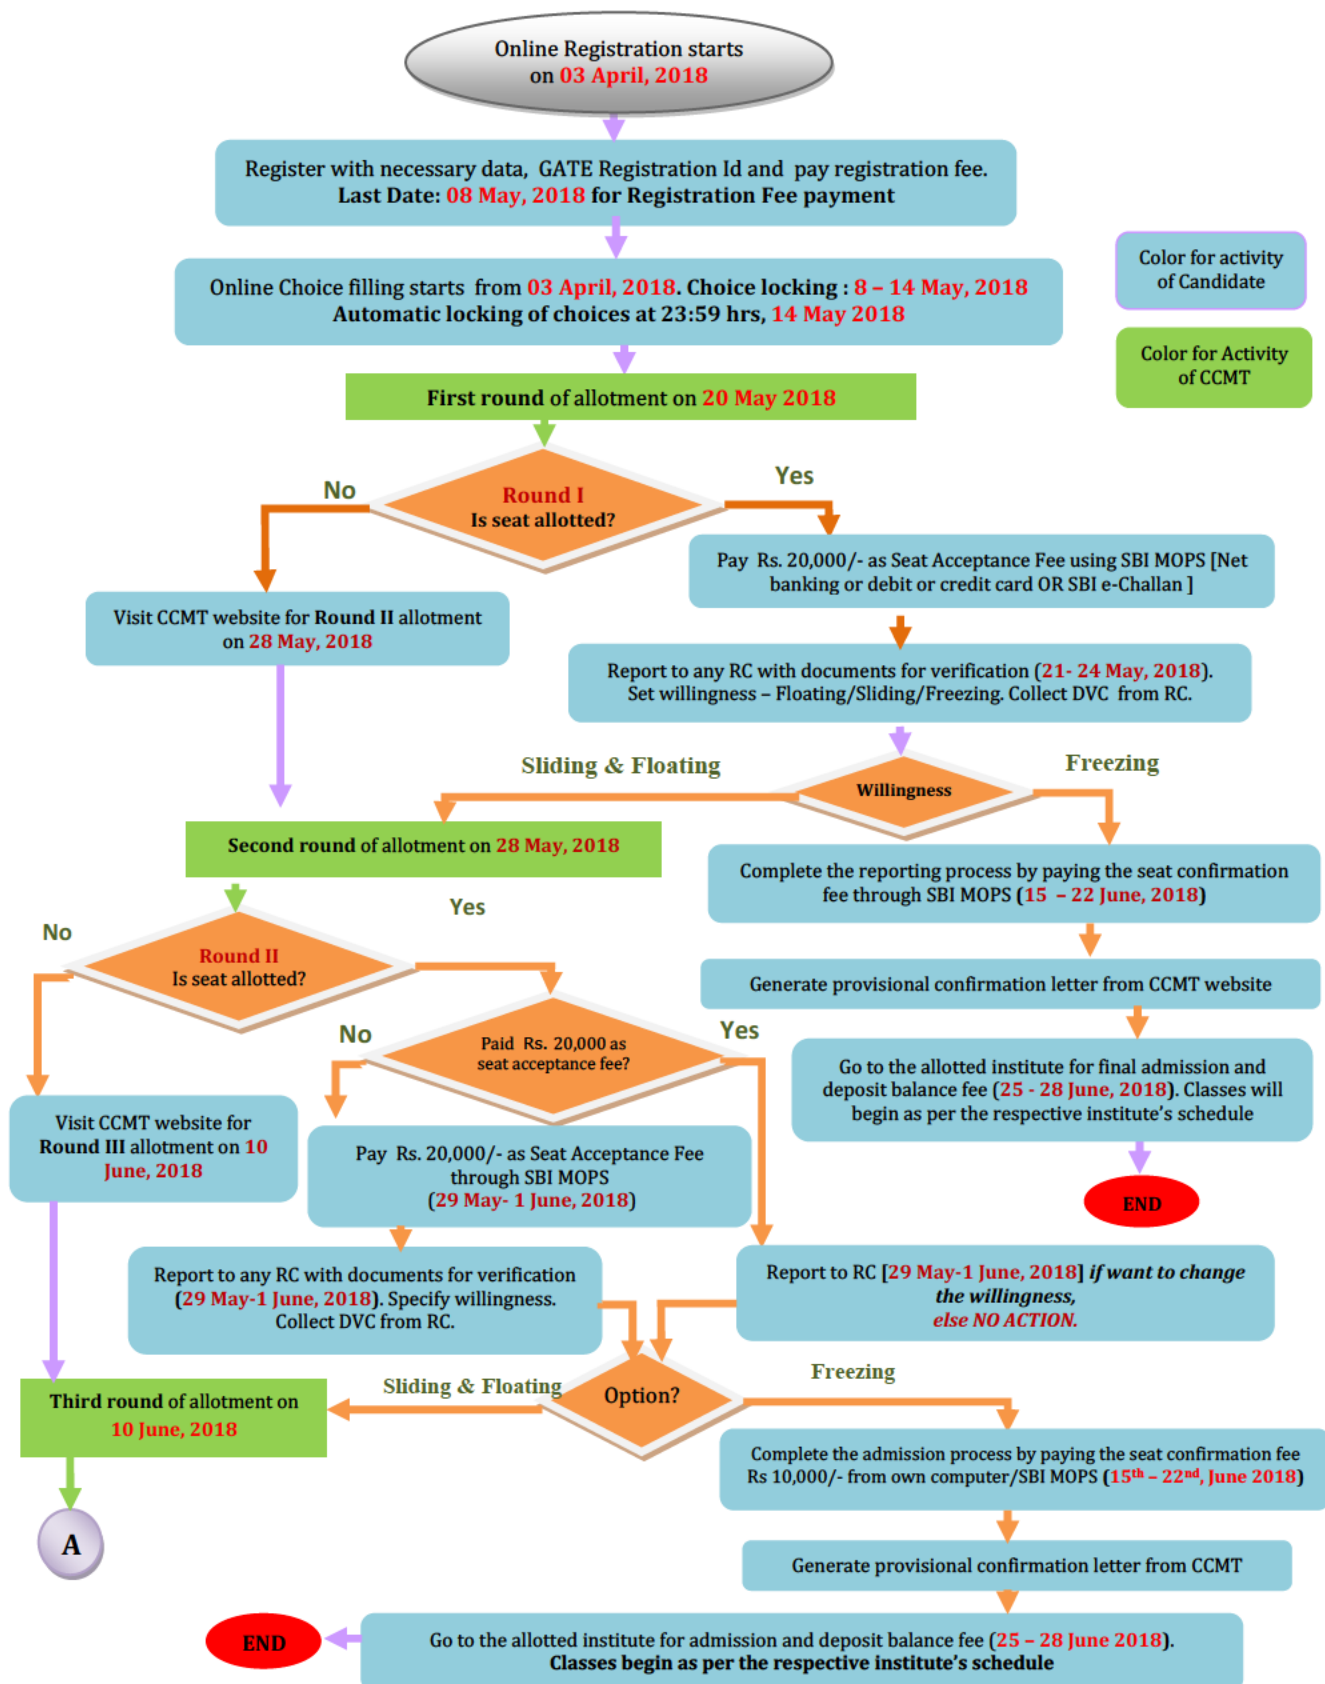 Online Registration starts
on 03 April, 2018
Register with necessary data, GATE Registration Id and pay registration fee.
Last Date: 08 May, 2018 for Registration Fee payment
Online Choice filling starts from 03 April, 2018. Choice locking : 8 – 14 May, 2018
Automatic locking of choices at 23:59 hrs, 14 May 2018
Color for activity
of Candidate
Color for Activity
of CCMT
First round of allotment on 20 May 2018
No
Round I
Is seat allotted?
Yes
Pay Rs. 20,000/- as Seat Acceptance Fee using SBI MOPS [Net
banking or debit or credit card OR SBI e-Challan ]
Visit CCMT website for Round II allotment
on 28 May, 2018
Report to any RC with documents for verification (21- 24 May, 2018).
Set willingness – Floating/Sliding/Freezing. Collect DVC from RC.
Sliding & Floating
Willingness
Freezing
Second round of allotment on 28 May, 2018
Complete the reporting process by paying the seat confirmation
fee through SBI MOPS (15 – 22 June, 2018)
No
Round II
Is seat allotted?
Yes
Generate provisional confirmation letter from CCMT website
No
Paid Rs. 20,000 as
seat acceptance fee?
Yes
Go to the allotted institute for final admission and
deposit balance fee (25 - 28 June, 2018). Classes will
begin as per the respective institute's schedule
Visit CCMT website for
Round III allotment on 10
June, 2018
Pay Rs. 20,000/- as Seat Acceptance Fee
through SBI MOPS
(29 May- 1 June, 2018)
END
Report to any RC with documents for verification
(29 May-1 June, 2018). Specify willingness.
Collect DVC from RC.
Report to RC [29 May-1 June, 2018] if want to change
the willingness,
else NO ACTION.
Third round of allotment on
10 June, 2018
Sliding & Floating
Option?
Freezing
Complete the admission process by paying the seat confirmation fee
Rs 10,000/- from own computer/SBI MOPS (15th – 22nd, June 2018)
A
Generate provisional confirmation letter from CCMT
END
Go to the allotted institute for admission and deposit balance fee (25 – 28 June 2018).
Classes begin as per the respective institute's schedule